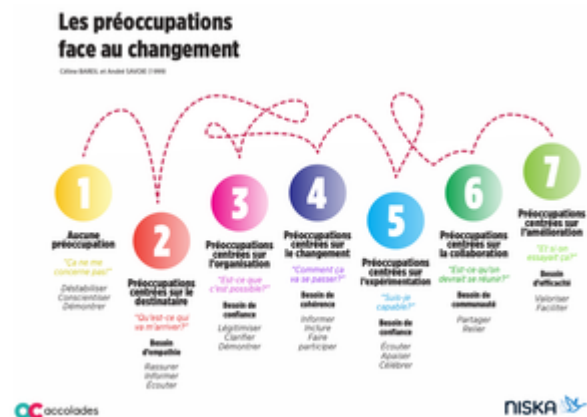 Les préoccupations
face au changement
Céline BAREIL et André SAVOIE (1999)
1
Aucune
préoccupation
"Ça ne me
concerne pas!"
Déstabiliser
Conscientiser
Démontrer
2
Préoccupations
centrées sur le
destinataire
"Qu'est-ce qui
va m'arriver?"
Besoin
d'empathie
Rassurer
Informer
Écouter
3
Préoccupations
centrées sur
l'organisation
"Est-ce que
c'est possible?"
Besoin de
confiance
Légitimiser
Clarifier
Démontrer
4
Préoccupations
centrées sur
le changement
"Comment ça
va se passer?"
Besoin de
cohérence
Informer
Inclure
Faire
participer
5
Préoccupations
centrées sur
l'expérimentation
"Suis-je
capable?"
Besoin de
confiance
Écouter
Apaiser
Célébrer
6
Préoccupations
centrées sur
la collaboration
"Est-ce qu'on
devrait se réunir?"
Besoin de
communauté
Partager
Relier
7
Préoccupations
centrées sur
l'amélioration
"Et si on
essayait ça?"
Besoin
d'efficacité
Valoriser
Faciliter
ac accolades
NISKA